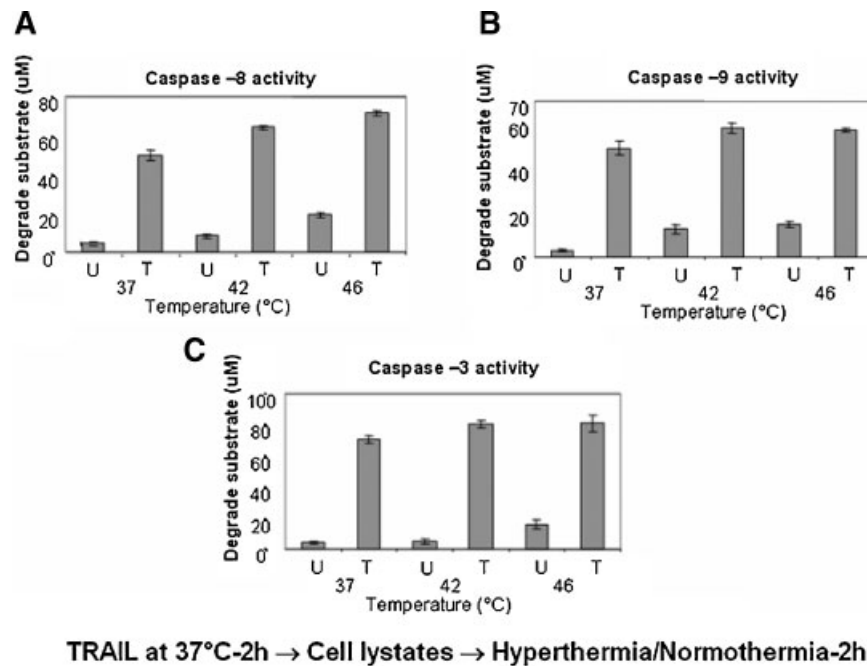 A
Caspase –8 activity
Degrade substrate (uM)
80
60
40
20
0
U T U T U T
37 42 46
Temperature (°C)
B
Caspase –9 activity
Degrade substrate (uM)
70
60
40
20
0
U T U T U T
37 42 46
Temperature (°C)
C
Caspase –3 activity
Degrade substrate (uM)
100
80
60
40
20
0
U T U T U T
37 42 46
Temperature (°C)
TRAIL at 37°C-2h → Cell lystates → Hyperthermia/Normothermia-2h